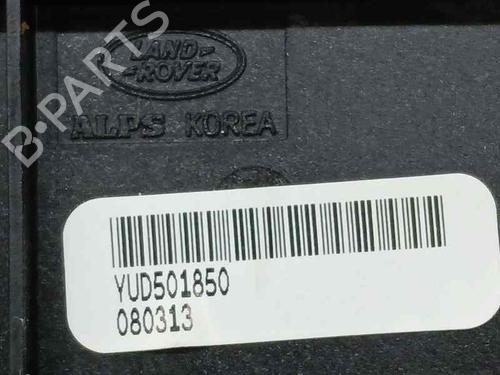 LAND
ROVER
ALPS KOREA
B·PARTS
YUD501850
080313